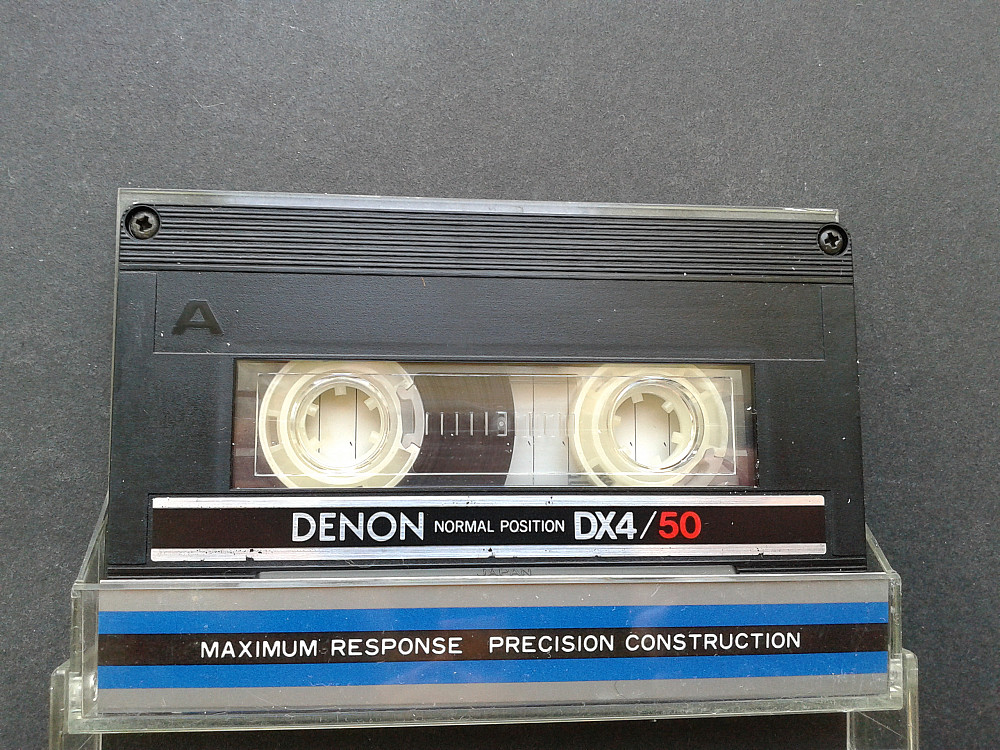 A
DENON NORMAL POSITION DX4/50
JAPAN
MAXIMUM RESPONSE PRECISION CONSTRUCTION